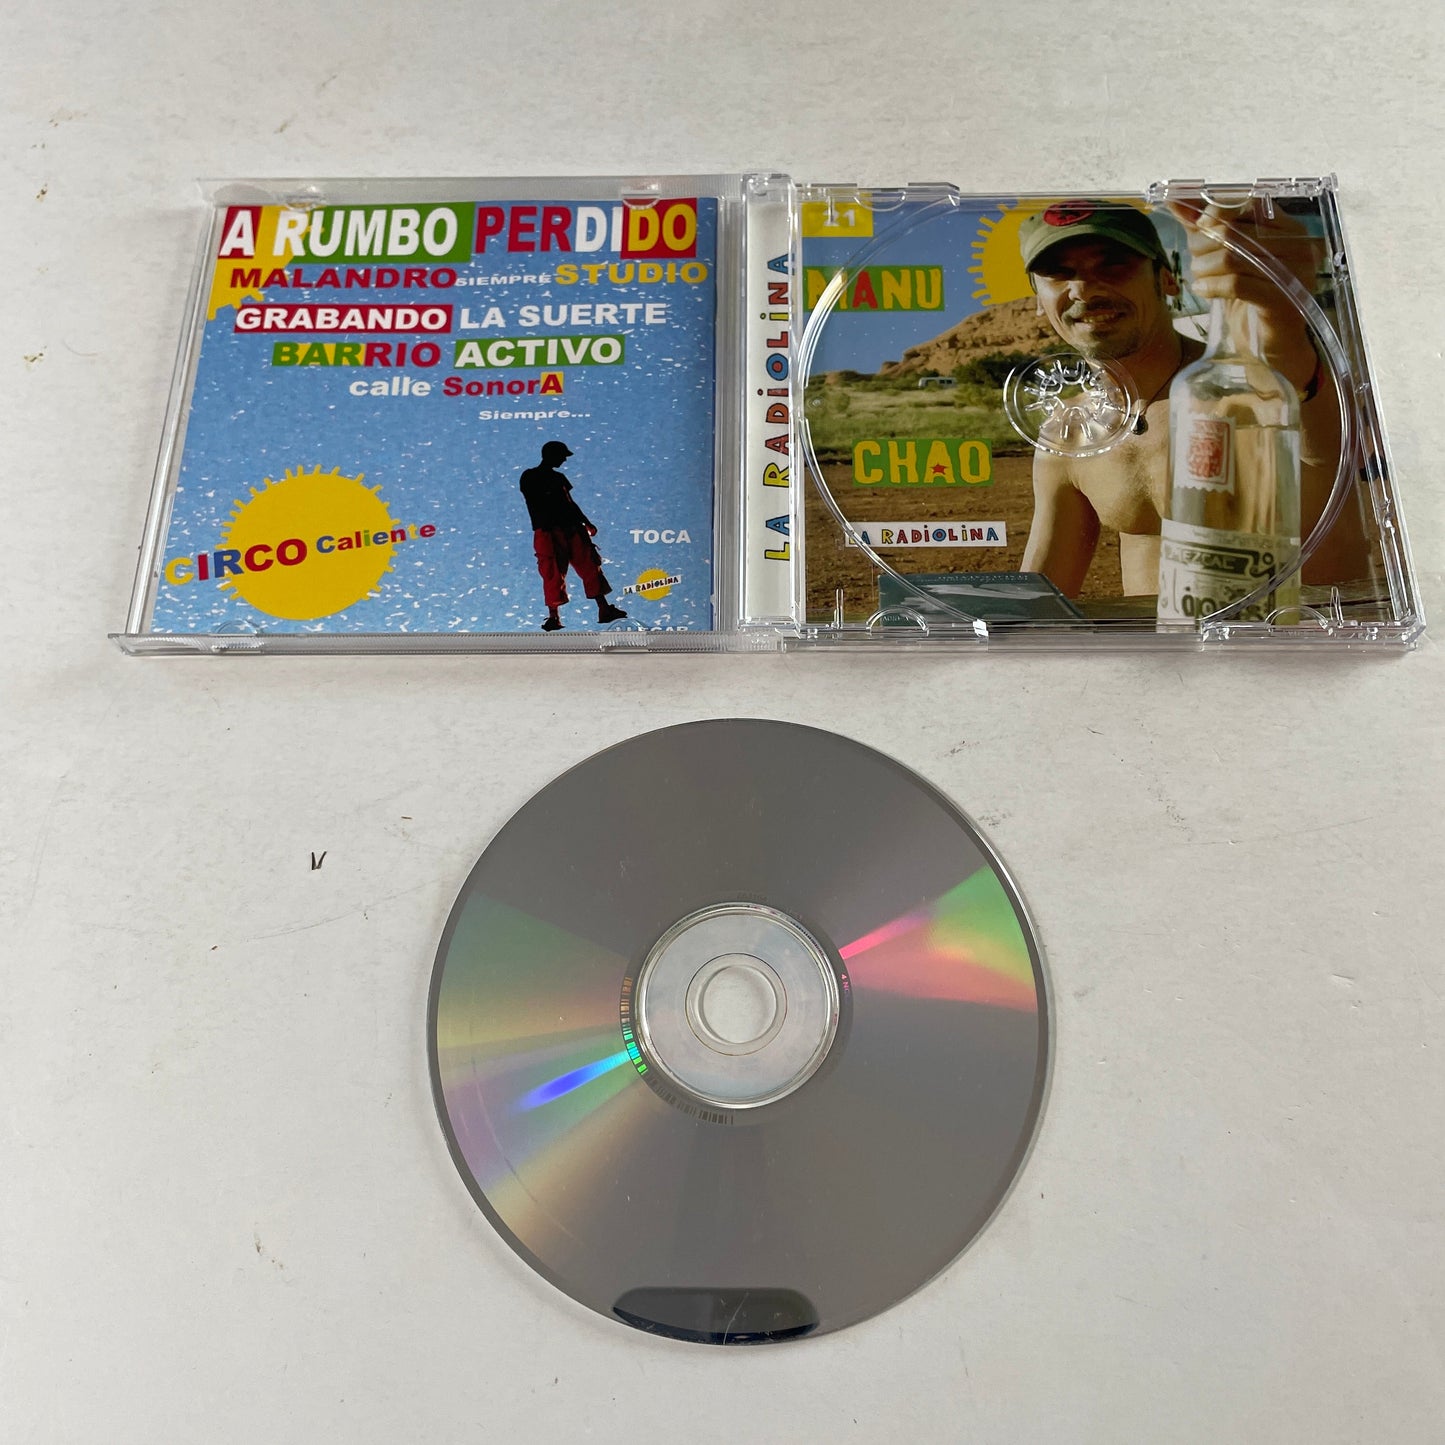 A RUMBO PERDIDO
MALANDRO SIEMPRE STUDIO
GRABANDO LA SUERTE
BARRIO ACTIVO
calle SonorA
Siempre...
CIRCO Caliente
TOCA
LA RADiOLiNA
LA RADiOLiNA
21
MANU
CHAO
LA RADiOLiNA
MEZCAL